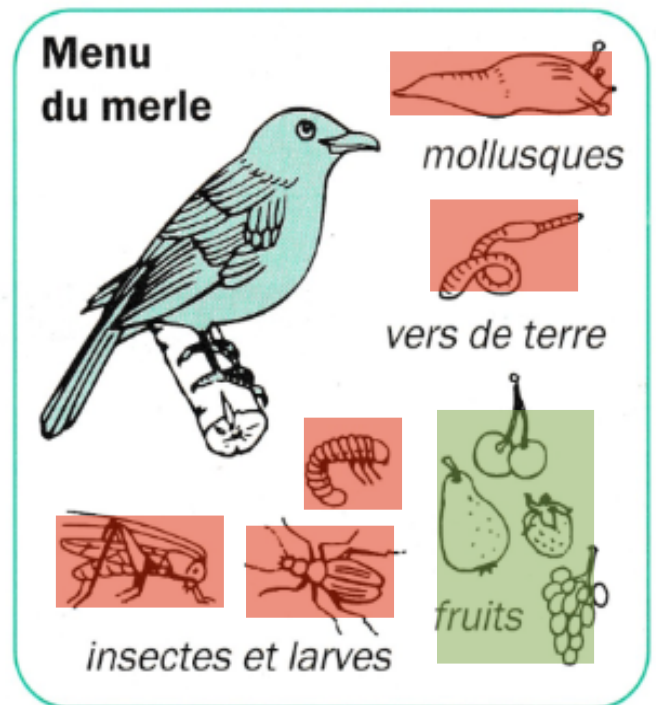 Menu
du merle
mollusques
vers de terre
fruits
insectes et larves